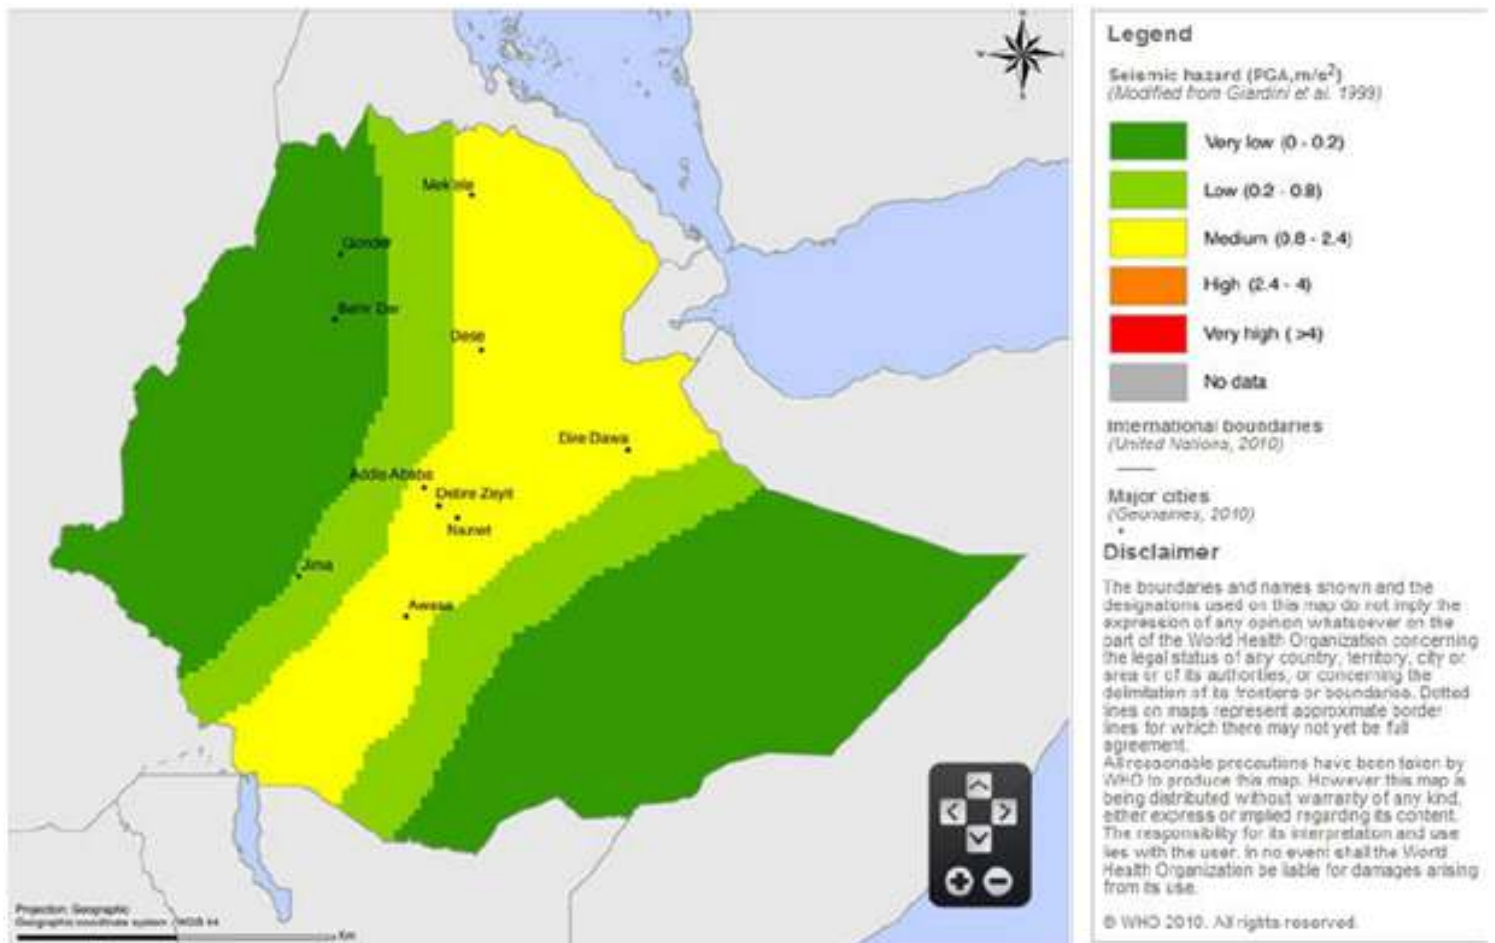 Mek'ele
Gonder
Bahir Dar
Dese
Dire Dawa
Addis Ababa
Debre Zeyit
Nazret
Jima
Awasa
Projection: Geographic
Geographic coordinate system: WGS 84
Km
Legend
Seismic hazard (PGA,m/s²)
(Modified from Giardini et al. 1999)
Very low (0 - 0.2)
Low (0.2 - 0.8)
Medium (0.8 - 2.4)
High (2.4 - 4)
Very high ( >4)
No data
International boundaries
(United Nations, 2010)
Major cities
(Geonames, 2010)
Disclaimer
The boundaries and names shown and the
designations used on this map do not imply the
expression of any opinion whatsoever on the
part of the World Health Organization concerning
the legal status of any country, territory, city or
area or of its authorities, or concerning the
delimitation of its frontiers or boundaries. Dotted
lines on maps represent approximate border
lines for which there may not yet be full
agreement.
All reasonable precautions have been taken by
WHO to produce this map. However this map is
being distributed without warranty of any kind,
either express or implied regarding its content.
The responsibility for its interpretation and use
lies with the user. In no event shall the World
Health Organization be liable for damages arising
from its use.
© WHO 2010. All rights reserved.